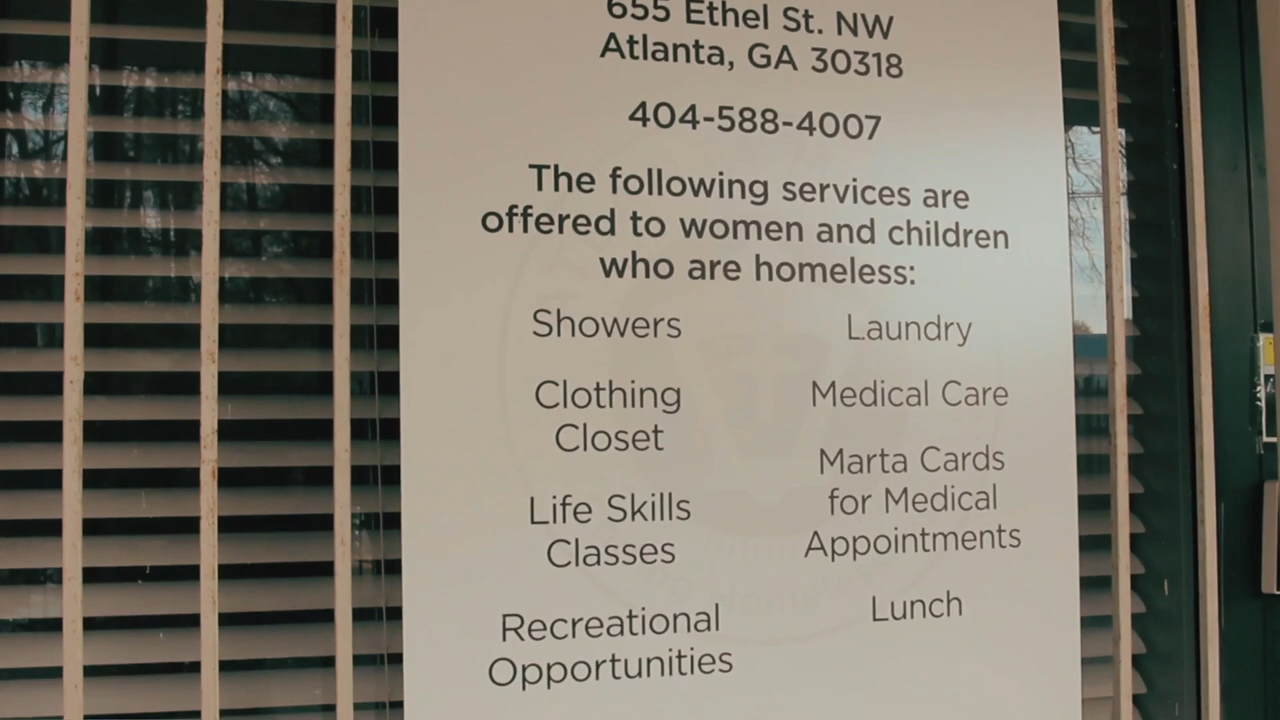 655 Ethel St. NW
Atlanta, GA 30318
404-588-4007
The following services are
offered to women and children
who are homeless:
Showers
Clothing
Closet
Life Skills
Classes
Recreational
Opportunities
Laundry
Medical Care
Marta Cards
for Medical
Appointments
Lunch